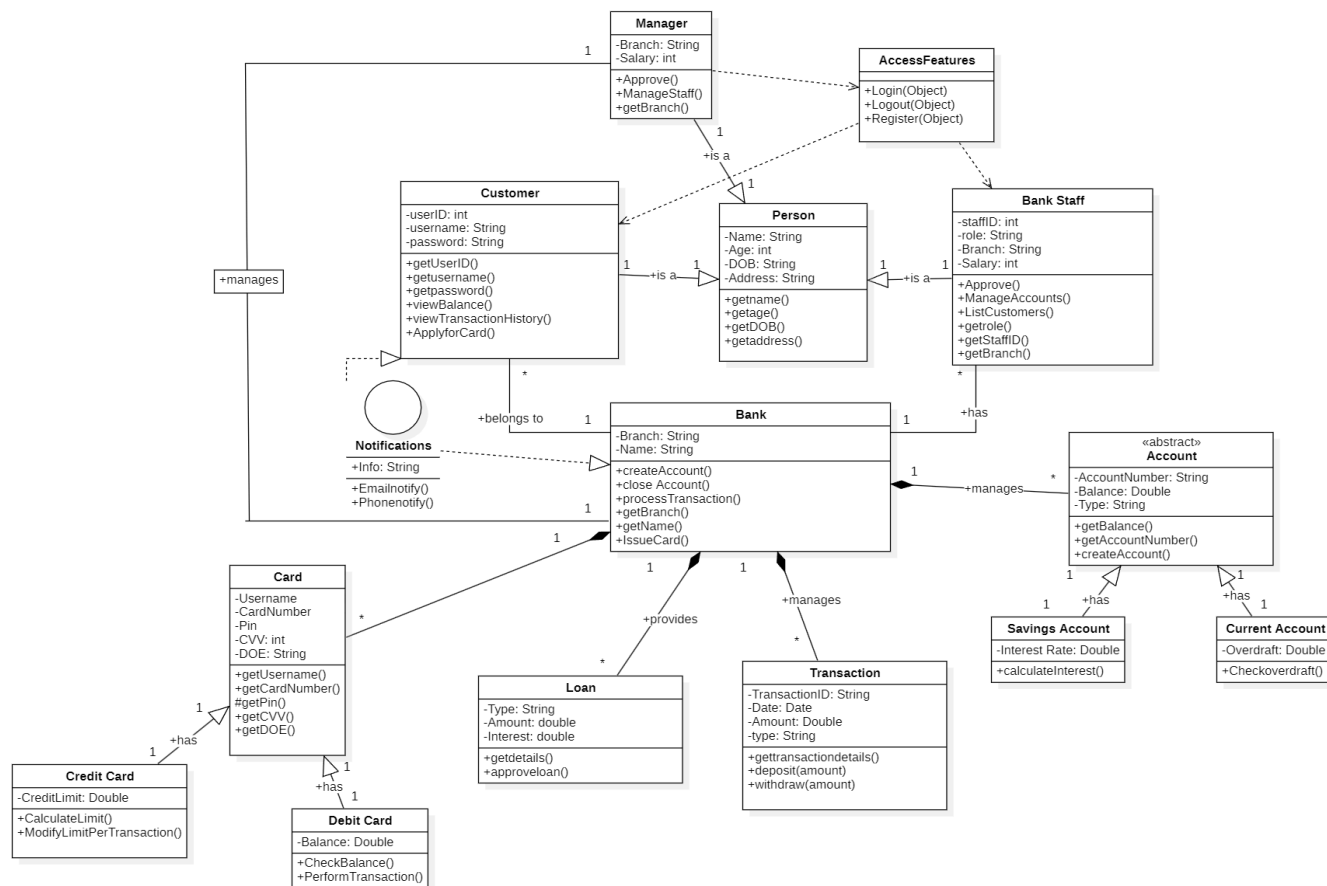 Manager
-Branch: String
-Salary: int
+Approve()
+ManageStaff()
+getBranch()
1
1
+is a
1
AccessFeatures
+Login(Object)
+Logout(Object)
+Register(Object)
Customer
-userID: int
-username: String
-password: String
+getUserID()
+getusername()
+getpassword()
+viewBalance()
+viewTransactionHistory()
+ApplyforCard()
1
+is a
1
Person
-Name: String
-Age: int
-DOB: String
-Address: String
+getname()
+getage()
+getDOB()
+getaddress()
1
+is a
1
Bank Staff
-staffID: int
-role: String
-Branch: String
-Salary: int
+Approve()
+ManageAccounts()
+ListCustomers()
+getrole()
+getStaffID()
+getBranch()
+manages
*
+belongs to
1
*
+has
1
Notifications
+Info: String
+Emailnotify()
+Phonenotify()
Bank
-Branch: String
-Name: String
+createAccount()
+close Account()
+processTransaction()
+getBranch()
+getName()
+IssueCard()
1
+manages
*
«abstract»
Account
-AccountNumber: String
-Balance: Double
-Type: String
+getBalance()
+getAccountNumber()
+createAccount()
1
1
*
1
+provides
*
1
+manages
*
1
+has
1
1
+has
1
Savings Account
-Interest Rate: Double
+calculateInterest()
Current Account
-Overdraft: Double
+Checkoverdraft()
Card
-Username
-CardNumber
-Pin
-CVV: int
-DOE: String
+getUsername()
+getCardNumber()
#getPin()
+getCVV()
+getDOE()
1
+has
1
1
+has
1
Loan
-Type: String
-Amount: double
-Interest: double
+getdetails()
+approveloan()
Transaction
-TransactionID: String
-Date: Date
-Amount: Double
-type: String
+gettransactiondetails()
+deposit(amount)
+withdraw(amount)
Credit Card
-CreditLimit: Double
+CalculateLimit()
+ModifyLimitPerTransaction()
Debit Card
-Balance: Double
+CheckBalance()
+PerformTransaction()